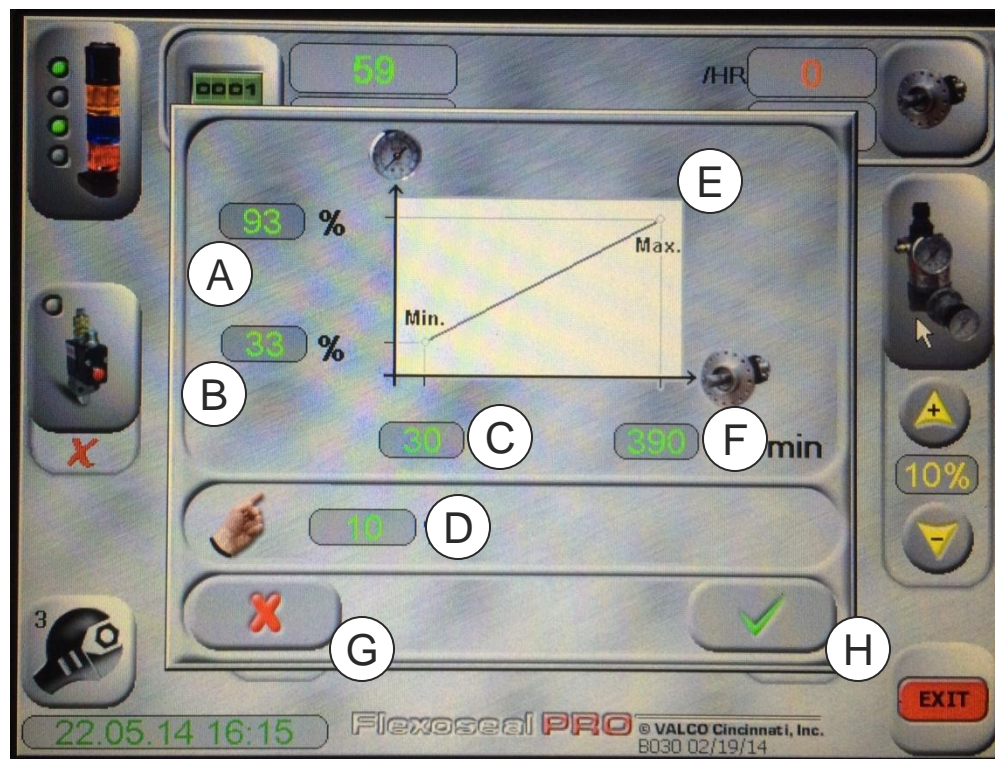 59
/HR
0
0001
E
93 %
Max.
A
Min.
33 %
B
30
C
390
F
min
10%
10
D
3
G
H
EXIT
22.05.14 16:15
Flexoseal PRO
© VALCO Cincinnati, Inc.
B030 02/19/14